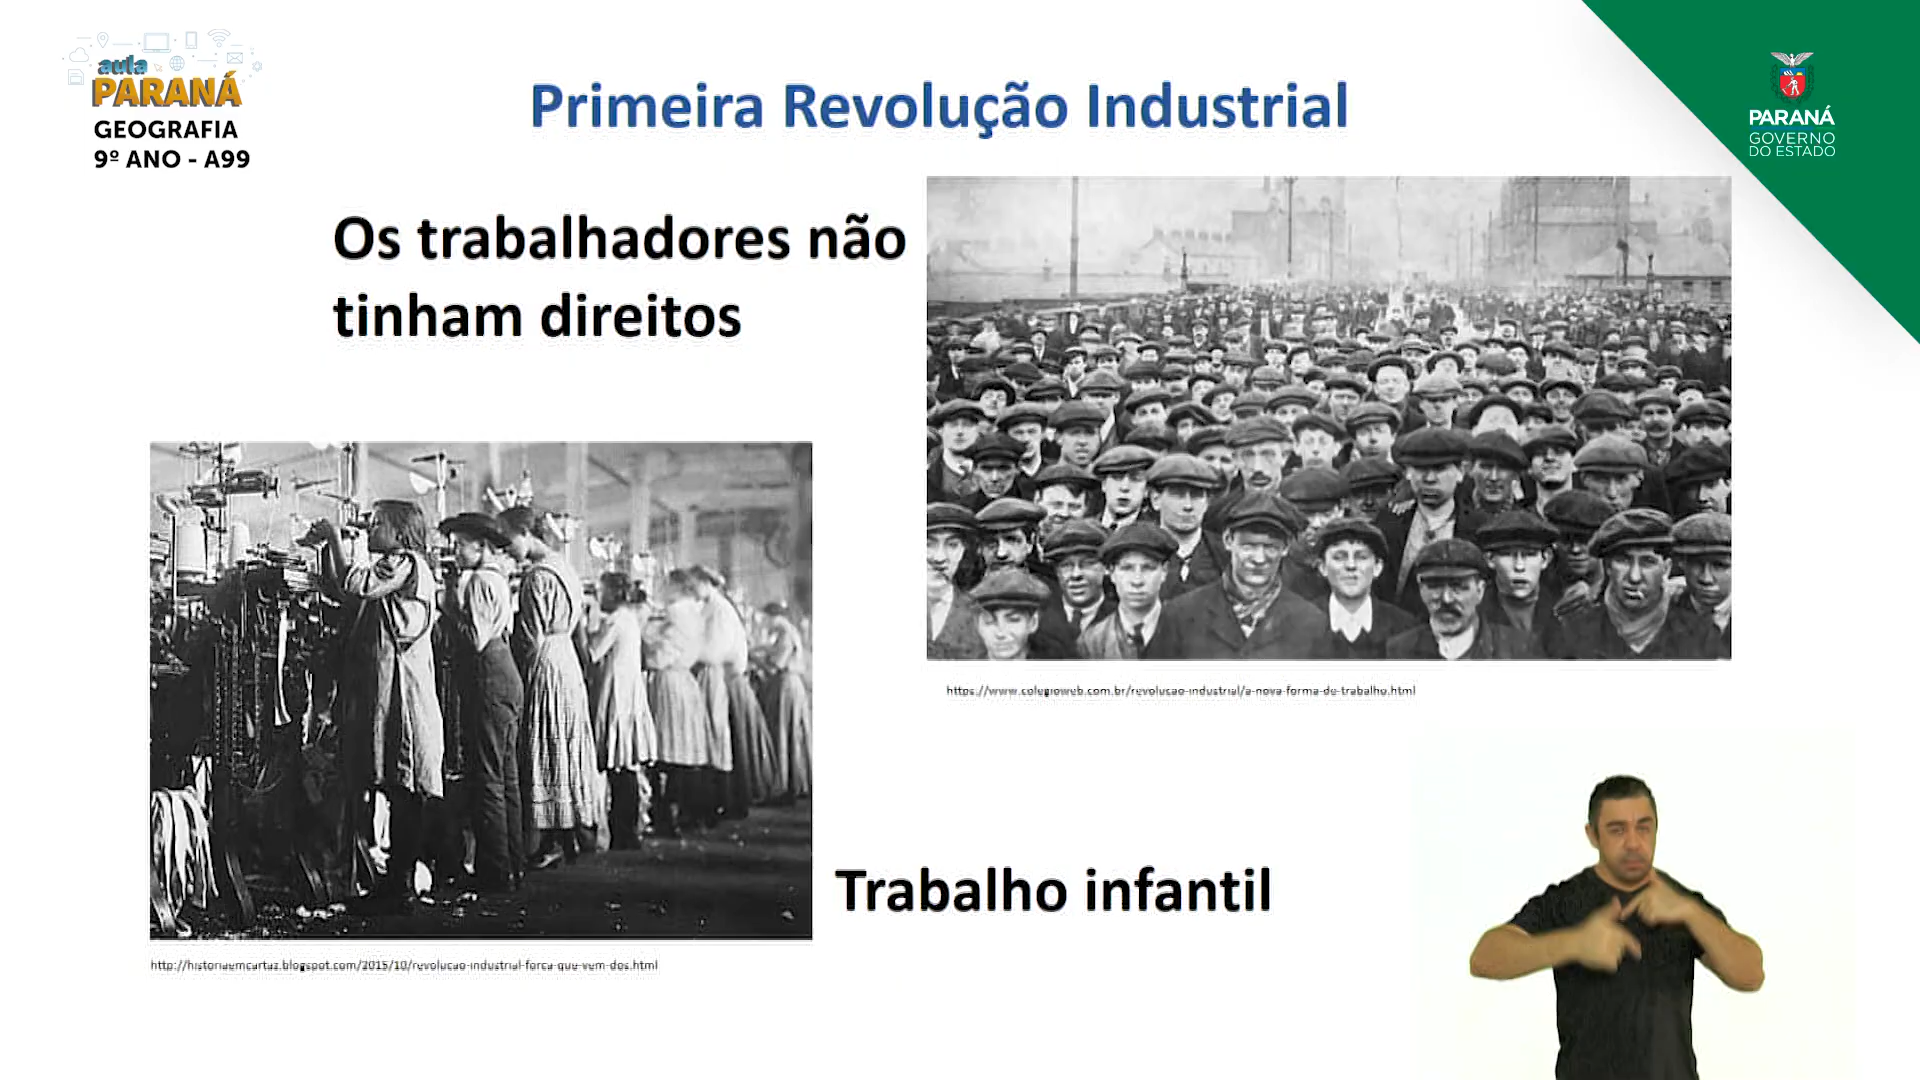 aula
PARANÁ
GEOGRAFIA
9º ANO - A99
Primeira Revolução Industrial
PARANÁ
GOVERNO
DO ESTADO
Os trabalhadores não
tinham direitos
https://www.colegioweb.com.br/revolucao-industrial/a-nova-forma-de-trabalho.html
Trabalho infantil
http://historiaemcartaz.blogspot.com/2015/10/revolucao-industrial-forca-que-vem-dos.html